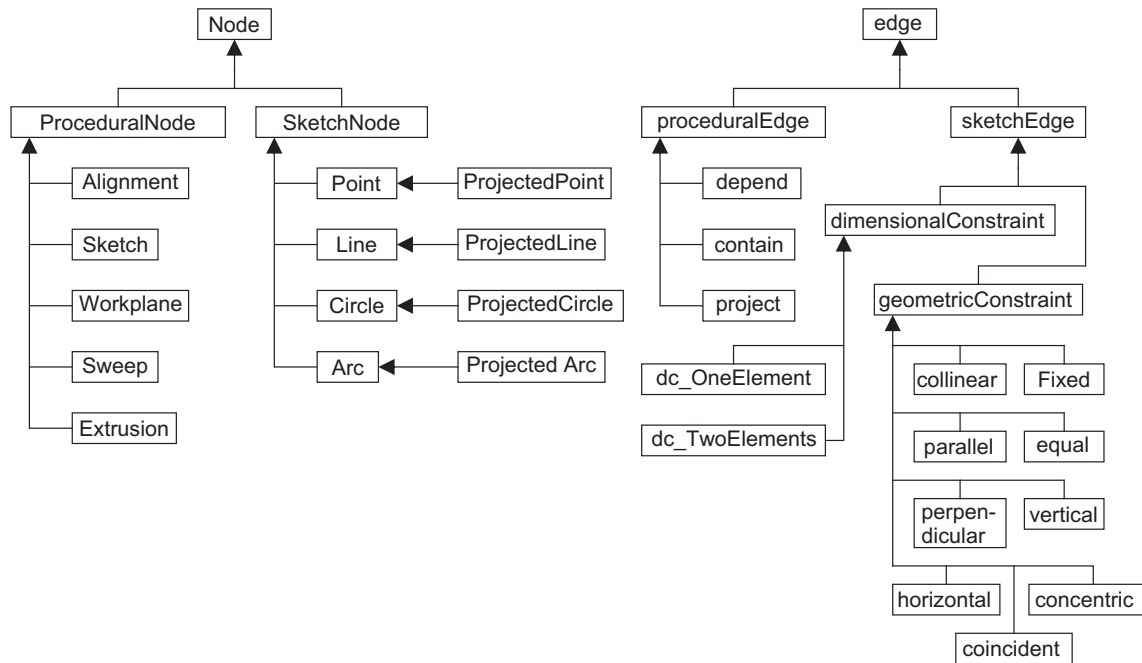 Node
edge
ProceduralNode
SketchNode
proceduralEdge
sketchEdge
Alignment
Point
ProjectedPoint
depend
dimensionalConstraint
Sketch
Line
ProjectedLine
contain
Workplane
Circle
ProjectedCircle
project
geometricConstraint
Sweep
Arc
Projected Arc
dc_OneElement
collinear
Fixed
Extrusion
dc_TwoElements
parallel
equal
perpen-
dicular
vertical
horizontal
concentric
coincident